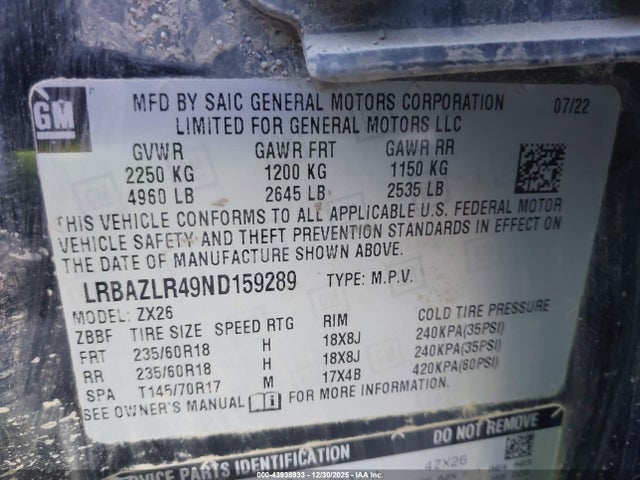 GM
MFD BY SAIC GENERAL MOTORS CORPORATION 07/22
LIMITED FOR GENERAL MOTORS LLC
GVWR GAWR FRT GAWR RR
2250 KG 1200 KG 1150 KG
4960 LB 2645 LB 2535 LB
THIS VEHICLE CONFORMS TO ALL APPLICABLE U.S. FEDERAL MOTOR
VEHICLE SAFETY AND THEFT PREVENTION STANDARDS IN EFFECT ON
THE DATE OF MANUFACTURE SHOWN ABOVE.
LRBAZLR49ND159289 TYPE: M.P.V.
MODEL: ZX26
ZBBF TIRE SIZE SPEED RTG RIM COLD TIRE PRESSURE
FRT 235/60R18 H 18X8J 240KPA(35PSI)
RR 235/60R18 H 18X8J 240KPA(35PSI)
SPA T145/70R17 M 17X4B 420KPA(60PSI)
SEE OWNER'S MANUAL FOR MORE INFORMATION.
DO NOT REMOVE
SERVICE PARTS IDENTIFICATION 4ZX26
000-43938933 - 12/30/2025 - IAA Inc.